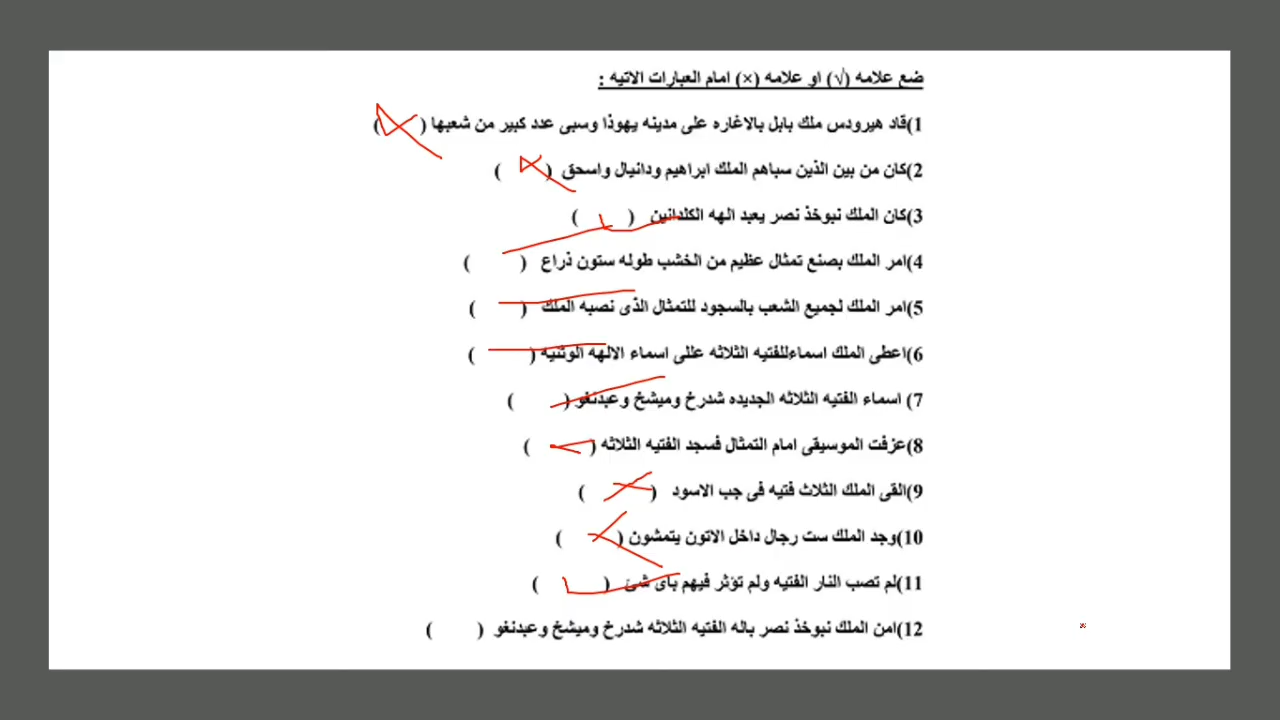 ضع علامه (√) او علامه (×) امام العبارات الاتيه :
1)قاد هيرودس ملك بابل بالاغاره على مدينه يهوذا وسبى عدد كبير من شعبها ( )
2)كان من بين الذين سباهم الملك ابراهيم ودانيال واسحق ( )
3)كان الملك نبوخذ نصر يعبد الهه الكلدانين ( )
4)امر الملك بصنع تمثال عظيم من الخشب طوله ستون ذراع ( )
5)امر الملك لجميع الشعب بالسجود للتمثال الذى نصبه الملك ( )
6)اعطى الملك اسماءللفتيه الثلاثه عللى اسماء الالهه الوثنيه ( )
7) اسماء الفتيه الثلاثه الجديده شدرخ وميشخ وعبدنغو ( )
8)عزفت الموسيقى امام التمثال فسجد الفتيه الثلاثه ( )
9)القى الملك الثلاث فتيه فى جب الاسود ( )
10)وجد الملك ست رجال داخل الاتون يتمشون ( )
11)لم تصب النار الفتيه ولم تؤثر فيهم باى شئ ( )
12)امن الملك نبوخذ نصر باله الفتيه الثلاثه شدرخ وميشخ وعبدنغو ( )